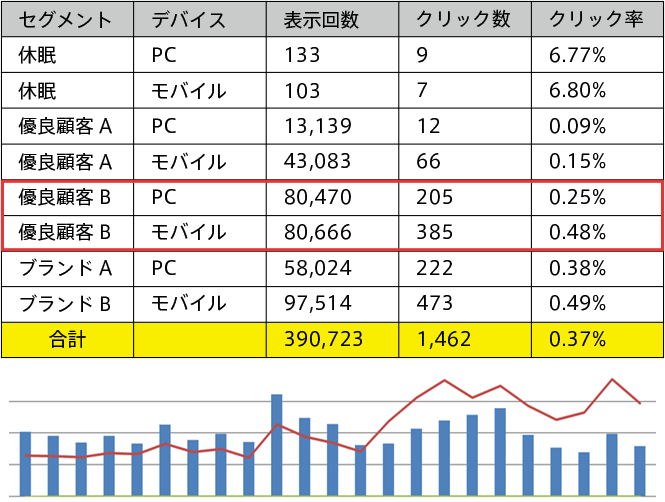 セグメント デバイス 表示回数 クリック数 クリック率
休眠 PC 133 9 6.77%
休眠 モバイル 103 7 6.80%
優良顧客 A PC 13,139 12 0.09%
優良顧客 A モバイル 43,083 66 0.15%
優良顧客 B PC 80,470 205 0.25%
優良顧客 B モバイル 80,666 385 0.48%
ブランド A PC 58,024 222 0.38%
ブランド B モバイル 97,514 473 0.49%
合計 390,723 1,462 0.37%